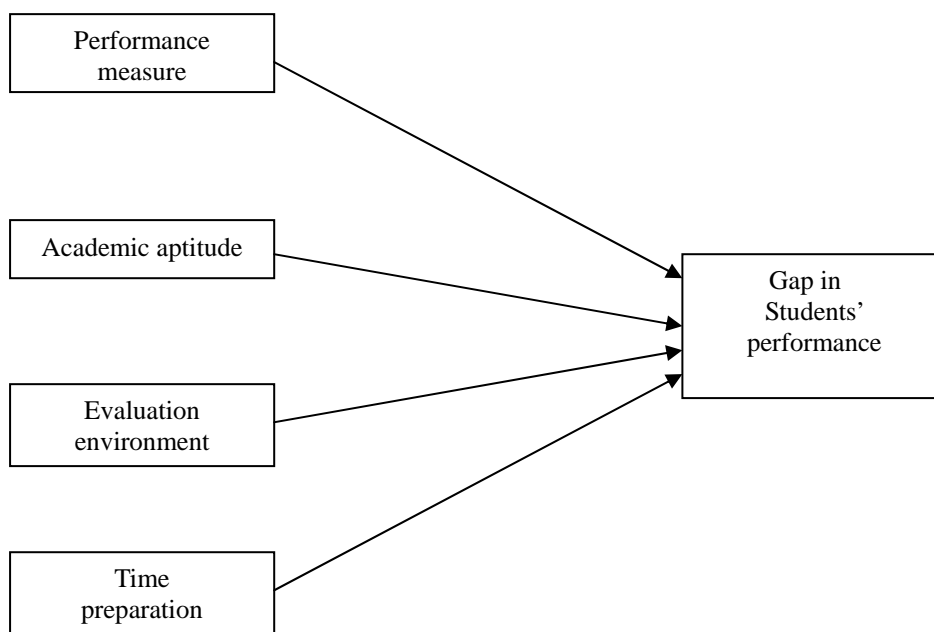 Performance
measure
Academic aptitude
Evaluation
environment
Time
preparation
Gap in
Students’
performance